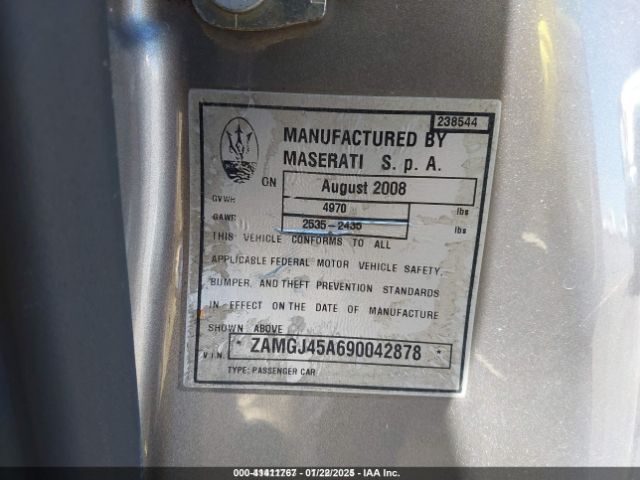 238544
MANUFACTURED BY
MASERATI S. p. A.
ON August 2008
GVWR 4970 lbs
GAWR 2535-2435 lbs
THIS VEHICLE CONFORMS TO ALL
APPLICABLE FEDERAL MOTOR VEHICLE SAFETY,
BUMPER, AND THEFT PREVENTION STANDARDS
IN EFFECT ON THE DATE OF MANUFACTURE
SHOWN ABOVE
V.I.N. * ZAMGJ45A690042878 *
TYPE: PASSENGER CAR
01/28/2025 - IAA Inc.